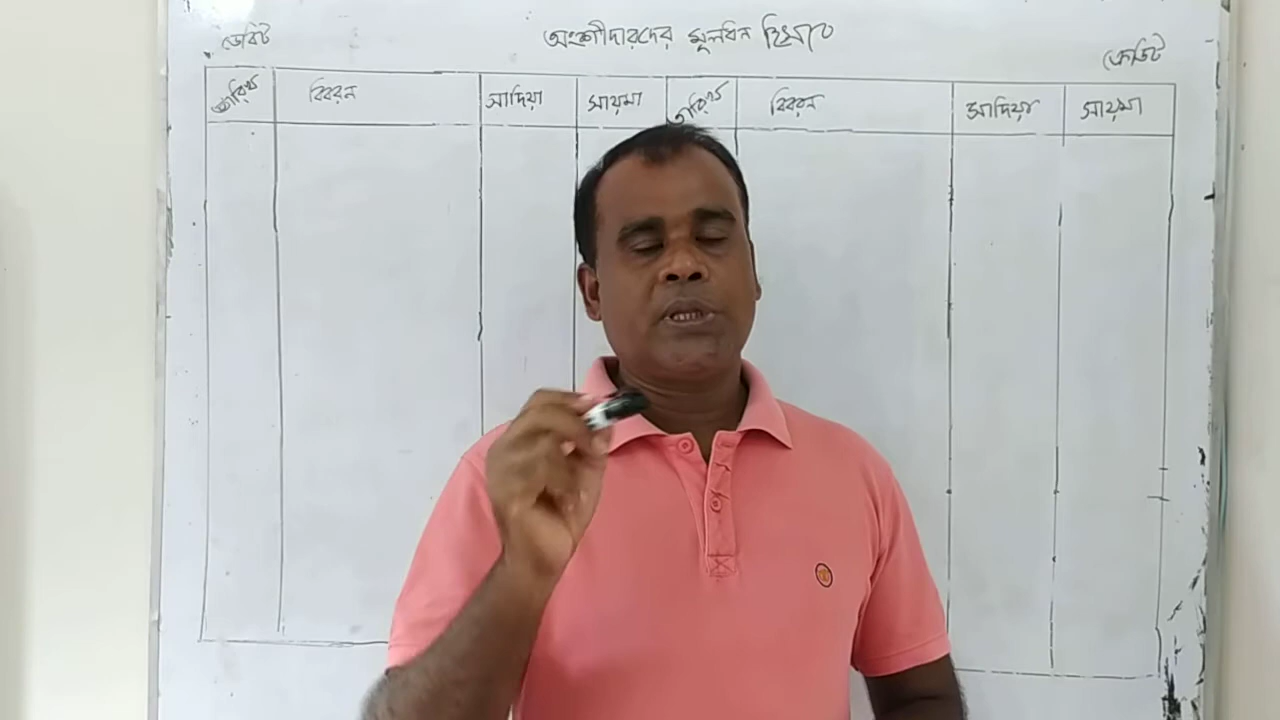 ডেবিট অংশীদারদের মূলধন হিসাব ক্রেডিট
তারিখ বিবরন সাদিয়া সায়মা তারিখ বিবরন সাদিয়া সায়মা